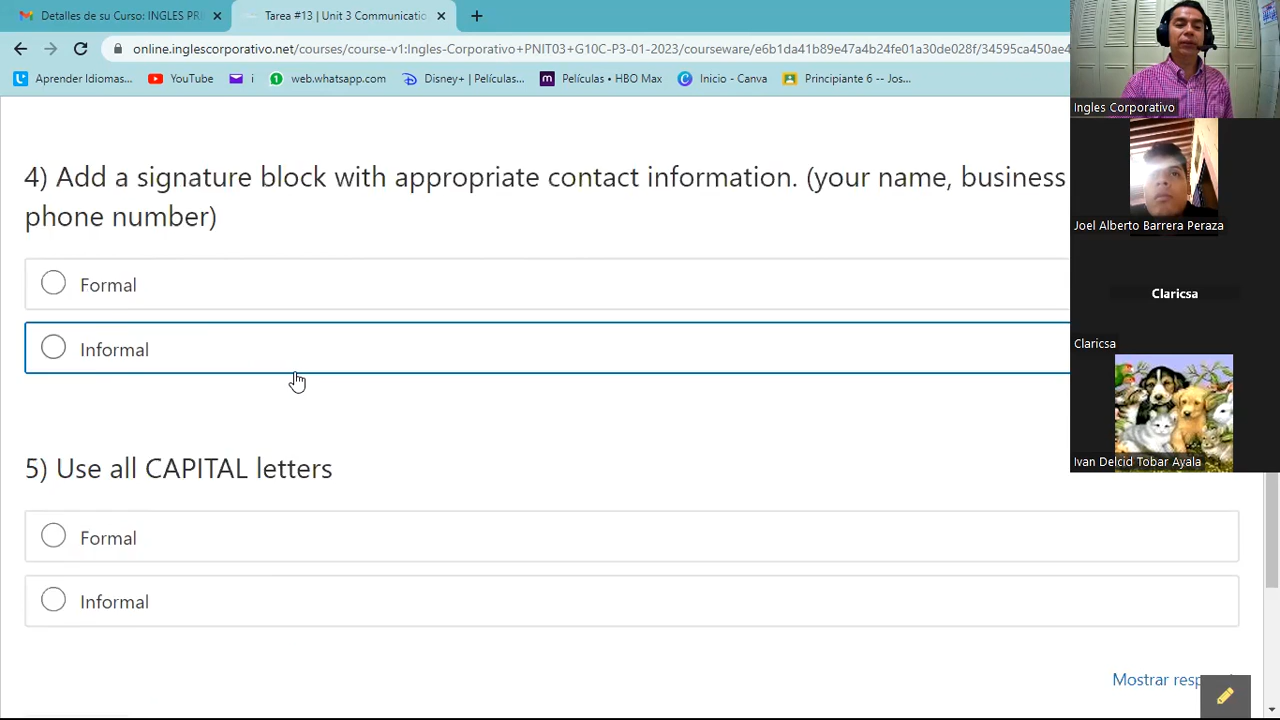 Detalles de su Curso: INGLES PRI
Tarea #13 | Unit 3 Communicatio
online.inglescorporativo.net/courses/course-v1:ingles-Corporativo+PNIT03+G10C-P3-01-2023/courseware/e6b1da41b89e47a4b24fe01a30de028f/34595ca450ae4
Aprender Idiomas...
YouTube
i
web.whatsapp.com...
Disney+ | Películas...
Películas • HBO Max
Inicio - Canva
Principiante 6 -- Jos...
Ingles Corporativo
4) Add a signature block with appropriate contact information. (your name, business
phone number)
Formal
Informal
Joel Alberto Barrera Peraza
Claricsa
Claricsa
Ivan Delcid Tobar Ayala
5) Use all CAPITAL letters
Formal
Informal
Mostrar resp